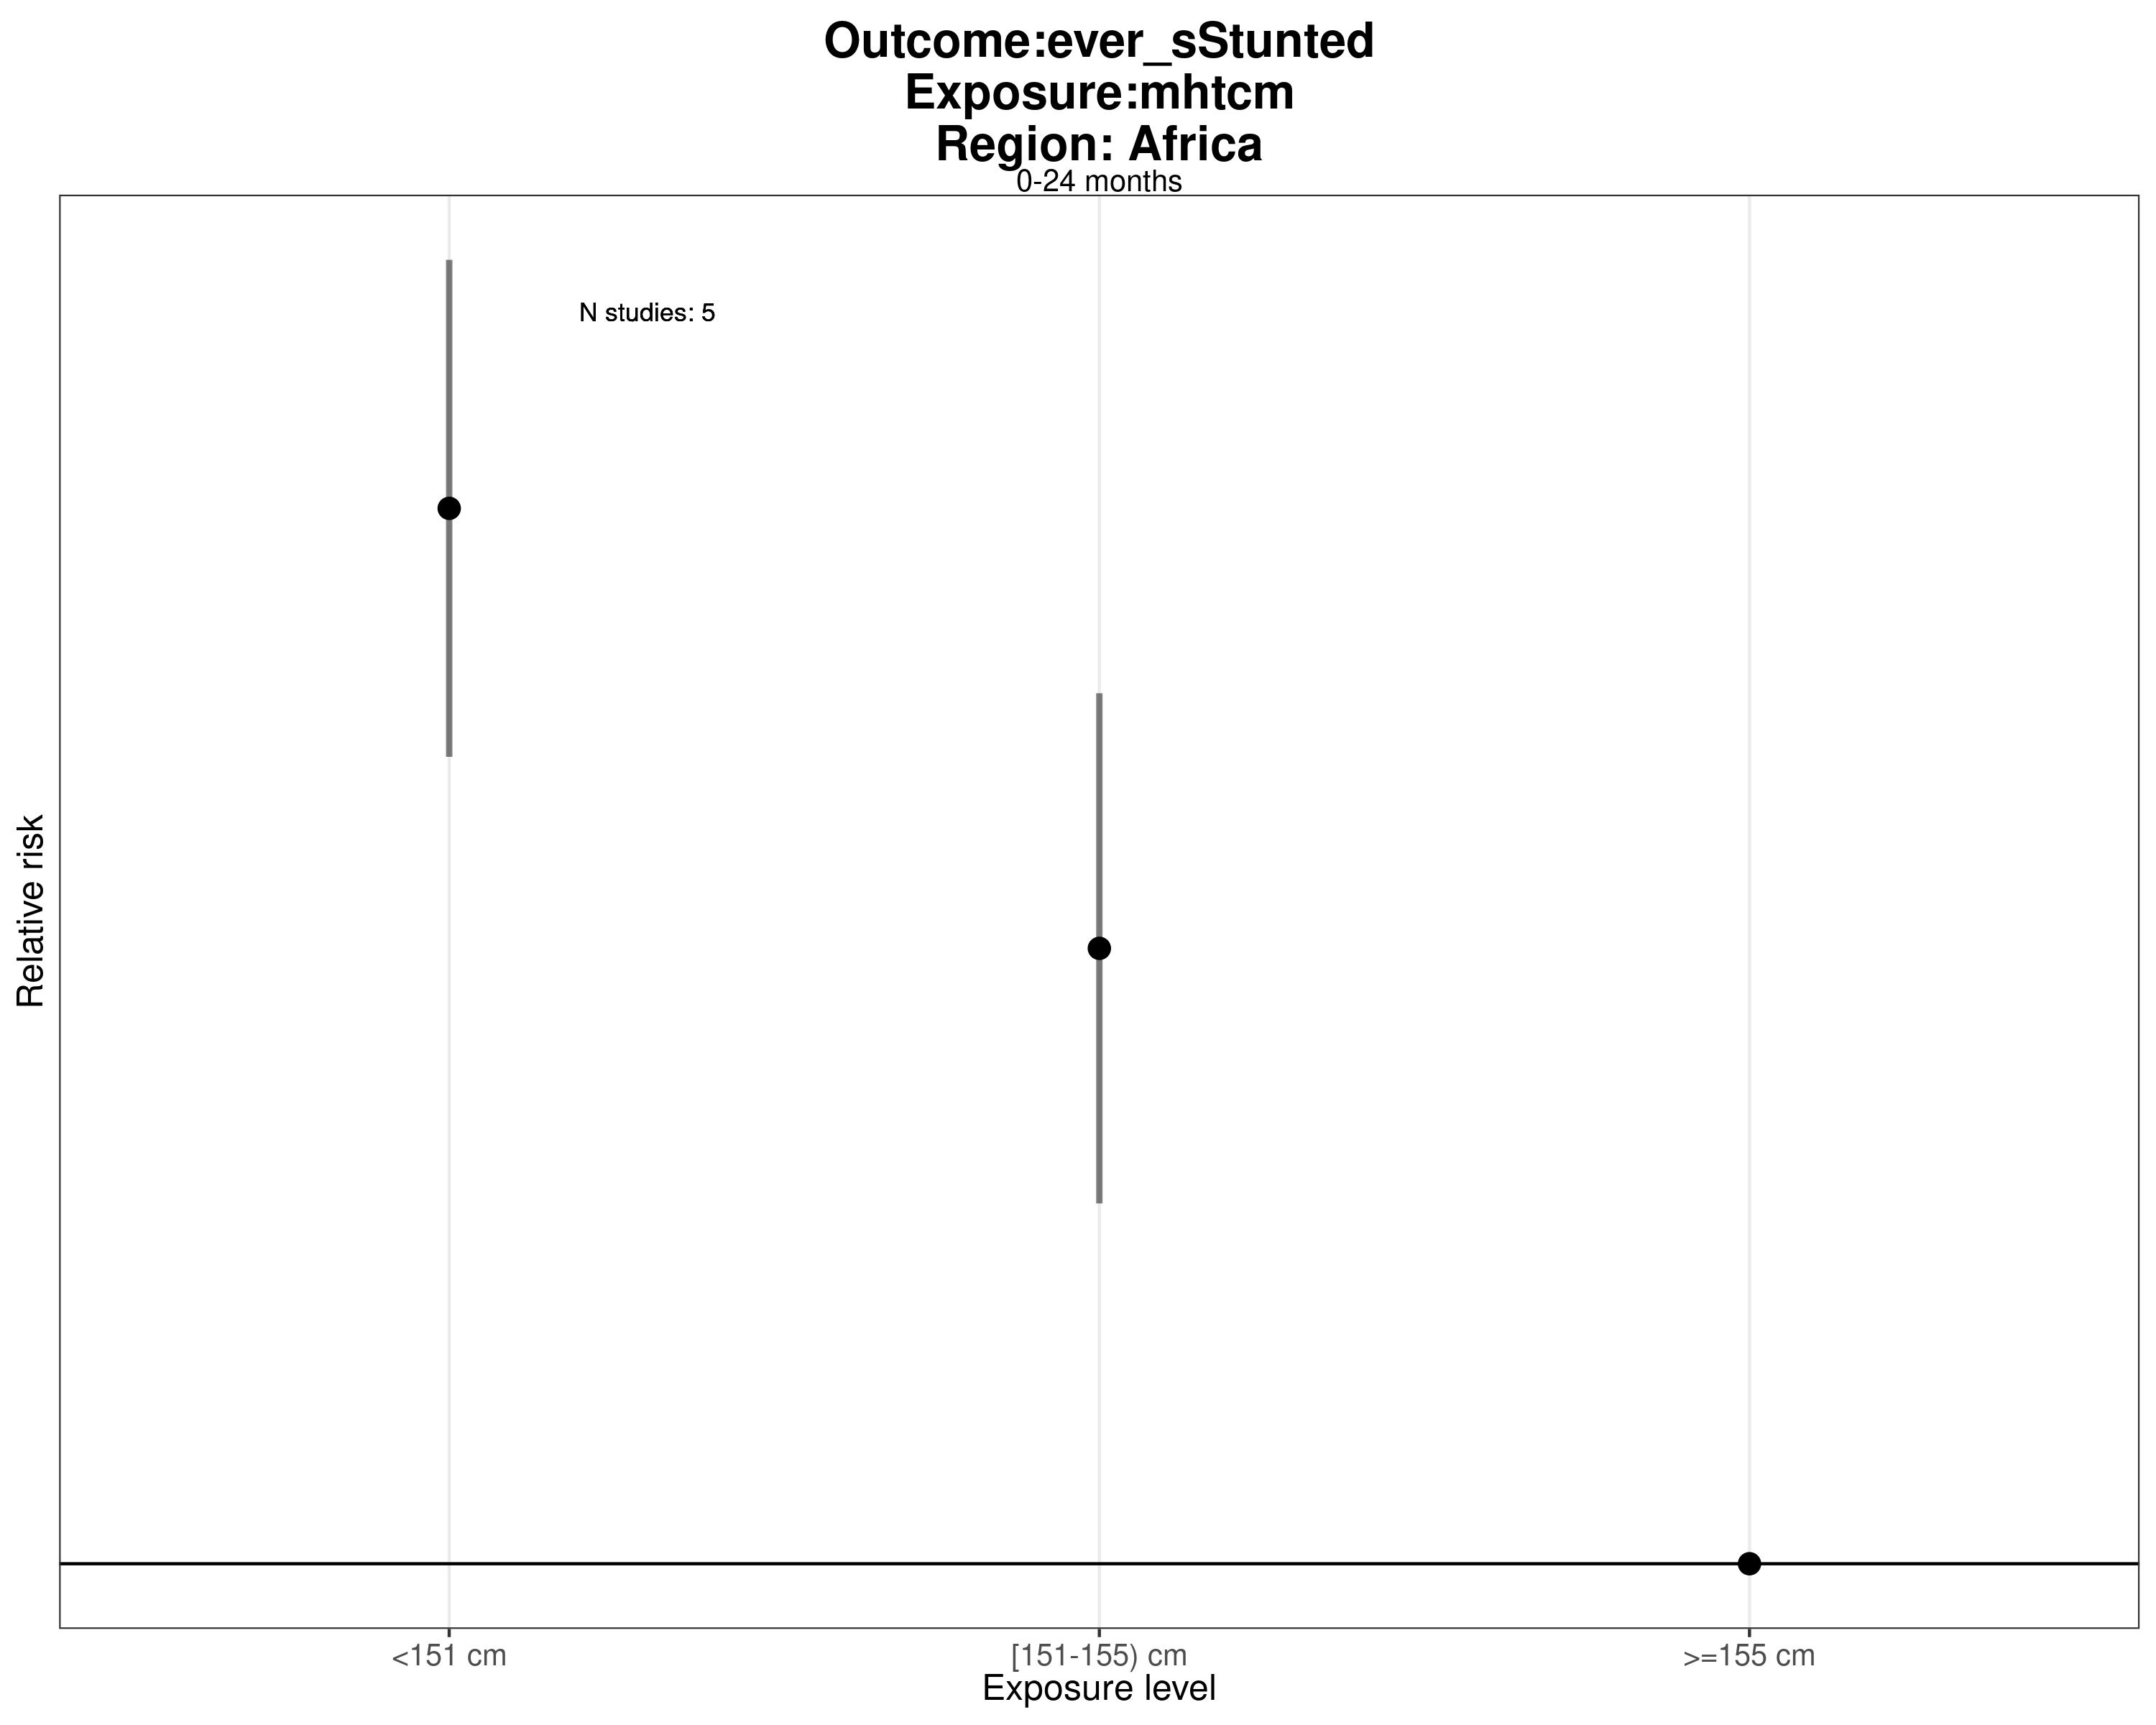 Outcome:ever_sStunted
Exposure:mhtcm
Region: Africa
0-24 months
N studies: 5
Relative risk
<151 cm
[151-155) cm
>=155 cm
Exposure level